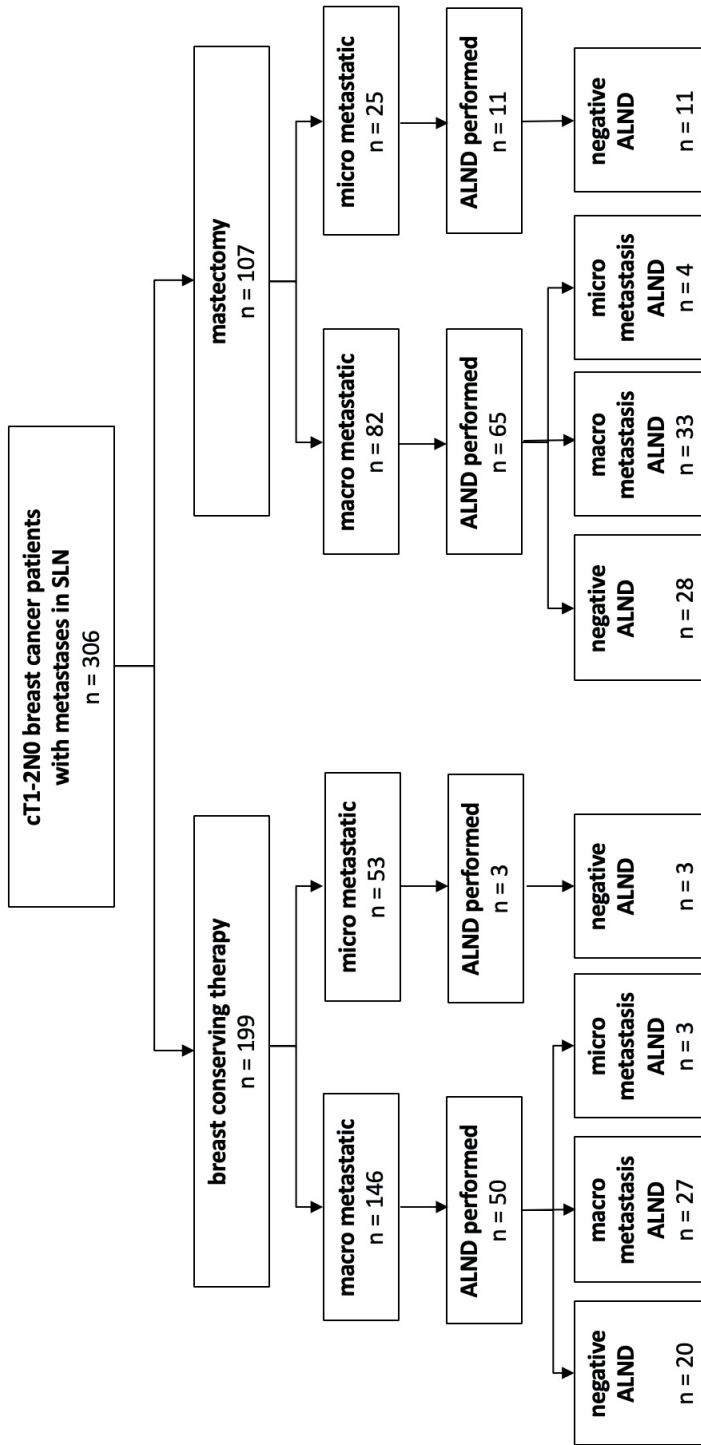 cT1-2N0 breast cancer patients
with metastases in SLN
n = 306
breast conserving therapy
n = 199
mastectomy
n = 107
macro metastatic
n = 146
micro metastatic
n = 53
macro metastatic
n = 82
micro metastatic
n = 25
ALND performed
n = 50
ALND performed
n = 3
ALND performed
n = 65
ALND performed
n = 11
negative
ALND
n = 20
macro
metastasis
ALND
n = 27
micro
metastasis
ALND
n = 3
negative
ALND
n = 3
negative
ALND
n = 28
macro
metastasis
ALND
n = 33
micro
metastasis
ALND
n = 4
negative
ALND
n = 11